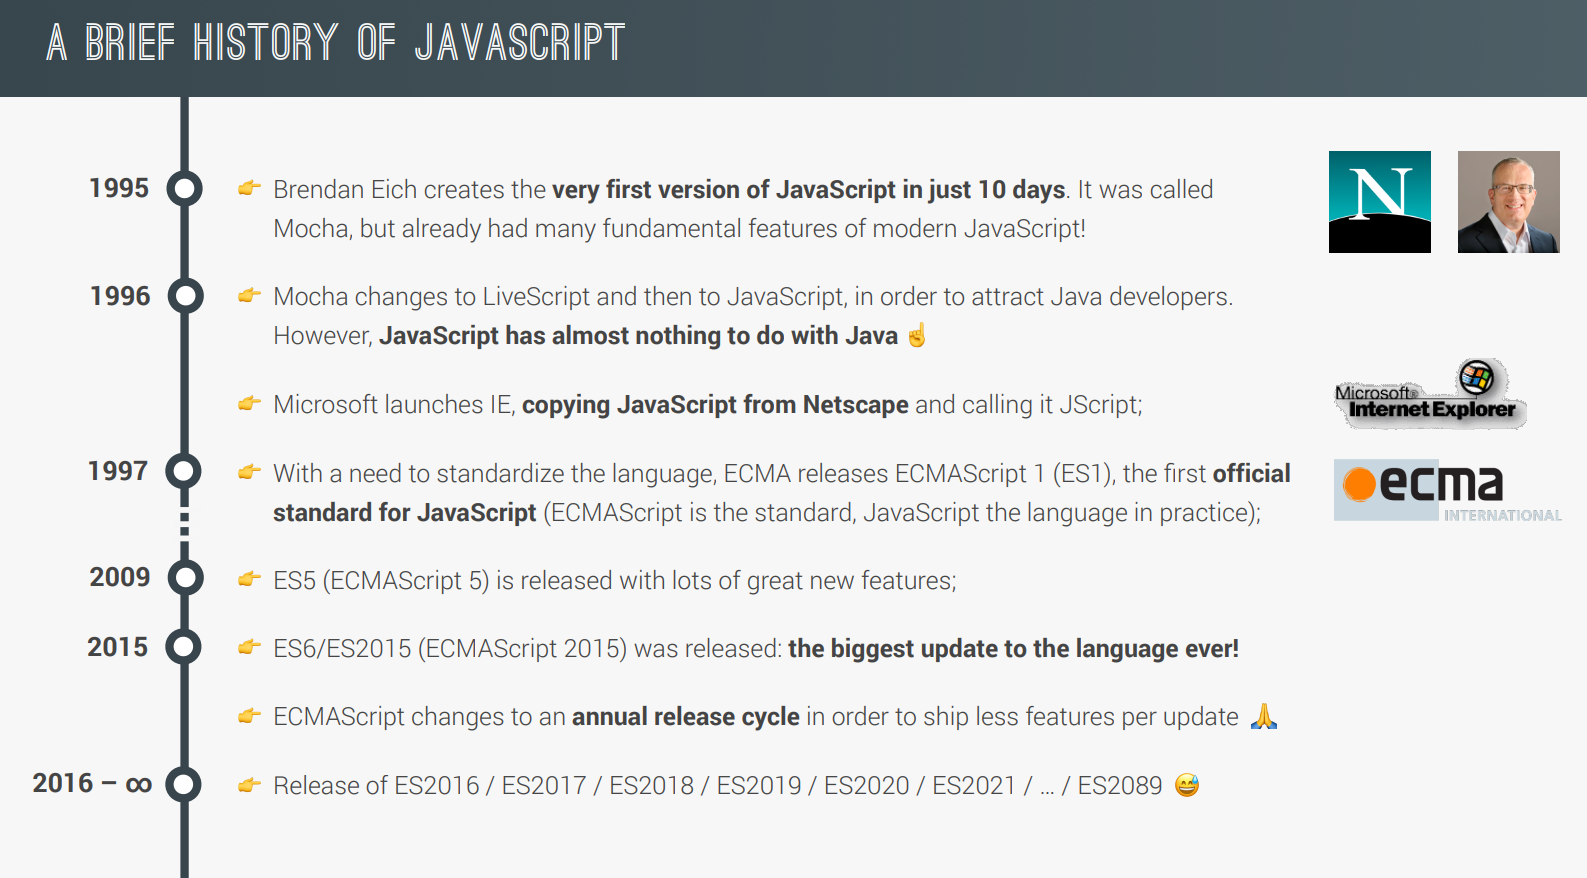 A BRIEF HISTORY OF JAVASCRIPT
1995
👉 Brendan Eich creates the very first version of JavaScript in just 10 days. It was called
Mocha, but already had many fundamental features of modern JavaScript!
N
1996
👉 Mocha changes to LiveScript and then to JavaScript, in order to attract Java developers.
However, JavaScript has almost nothing to do with Java ☝️
👉 Microsoft launches IE, copying JavaScript from Netscape and calling it JScript;
Microsoft®
Internet Explorer
1997
👉 With a need to standardize the language, ECMA releases ECMAScript 1 (ES1), the first official
standard for JavaScript (ECMAScript is the standard, JavaScript the language in practice);
ecma
INTERNATIONAL
2009
👉 ES5 (ECMAScript 5) is released with lots of great new features;
2015
👉 ES6/ES2015 (ECMAScript 2015) was released: the biggest update to the language ever!
👉 ECMAScript changes to an annual release cycle in order to ship less features per update 🙏
2016 – ∞
👉 Release of ES2016 / ES2017 / ES2018 / ES2019 / ES2020 / ES2021 / … / ES2089 😅